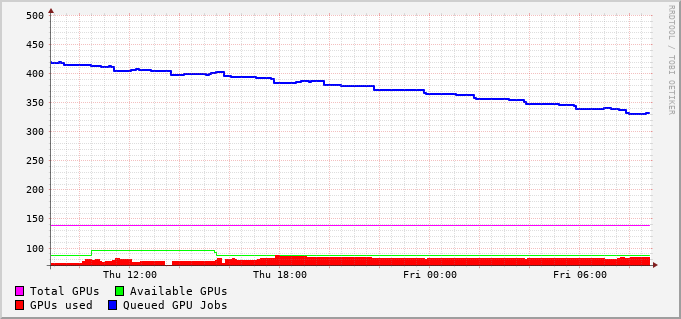 RRDTOOL / TOBI OETIKER
500
450
400
350
300
250
200
150
100
Thu 12:00 Thu 18:00 Fri 00:00 Fri 06:00
Total GPUs Available GPUs
GPUs used Queued GPU Jobs